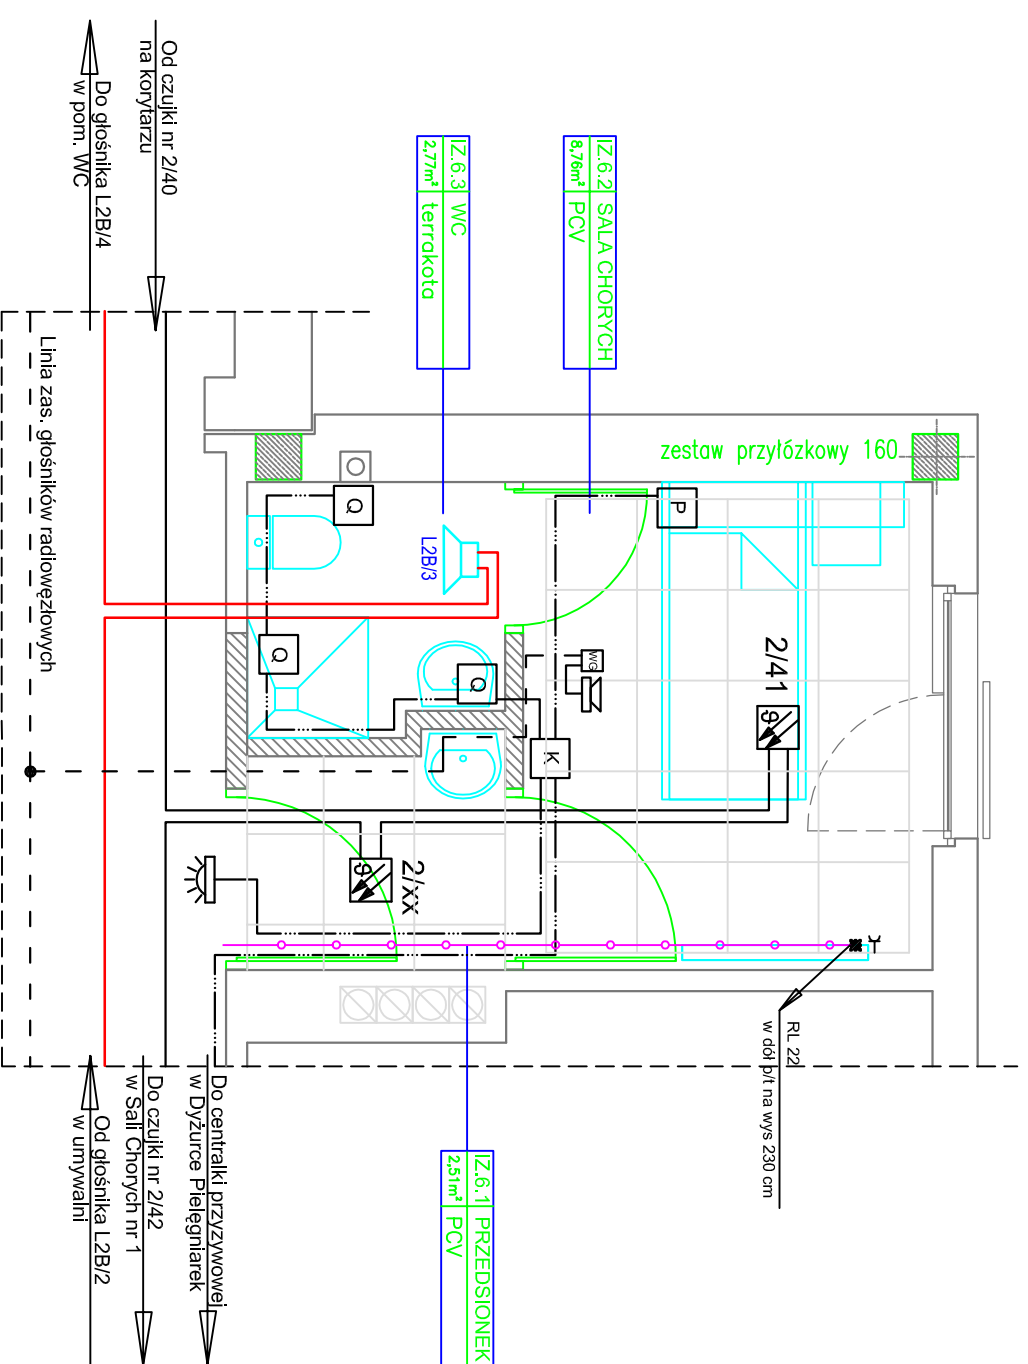 Od czujki nr 2/40
na korytarzu
Do głośnika L2B/4
w pom. WC
IZ.6.2 SALA CHORYCH
8,76m² PCV
IZ.6.3 WC
2,77m² terrakota
zestaw przyłóżkowy 160
Linia zas. głośników radiowęzłowych
L2B/3
Q
Q
Q
P
WG
K
2/41
2/xx
RL 22
w dół p/t na wys 230 cm
IZ.6.1 PRZEDSIONEK
2,51m² PCV
Do centralki przyzywowej
w Dyżurce Pielęgniarek
Do czujki nr 2/42
w Sali Chorych nr 1
Od głośnika L2B/2
w umywalni